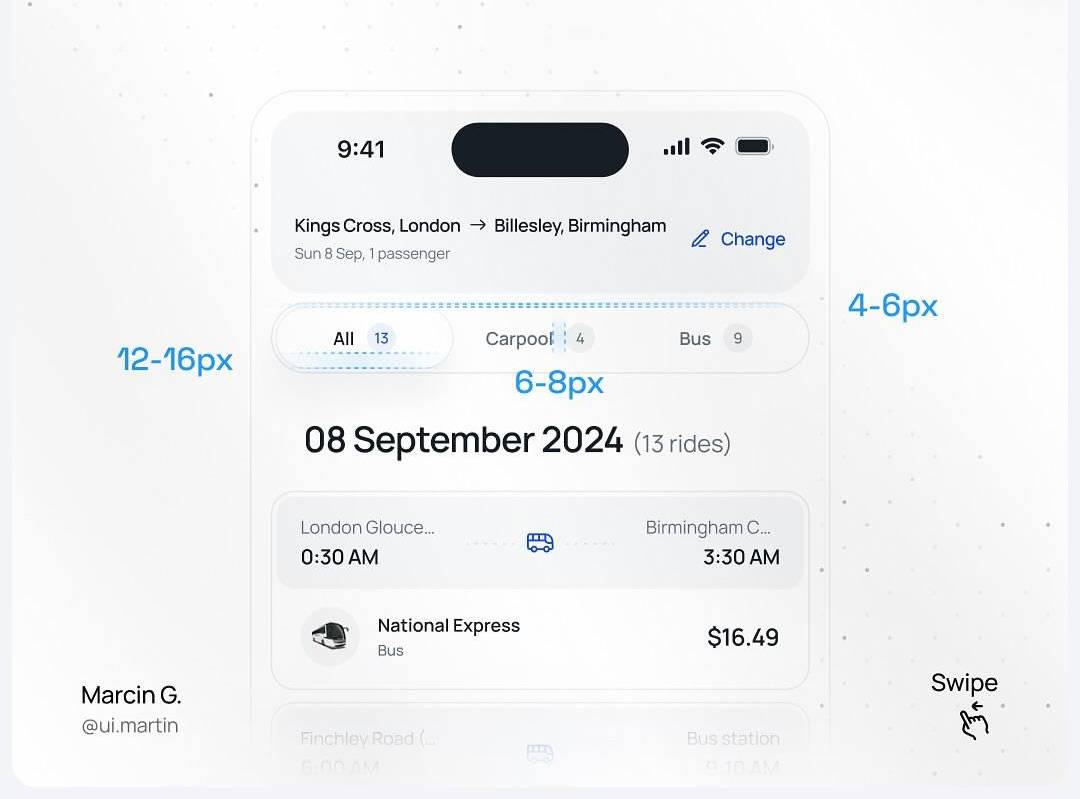 9:41
Kings Cross, London → Billesley, Birmingham
Sun 8 Sep, 1 passenger
Change
4-6px
All 13
Carpool 4
Bus 9
12-16px
6-8px
08 September 2024 (13 rides)
London Glouce...
Birmingham C...
0:30 AM
3:30 AM
National Express
Bus
$16.49
Marcin G.
@ui.martin
Swipe
Finchley Road (...
Bus station
6:00 AM
9:10 AM